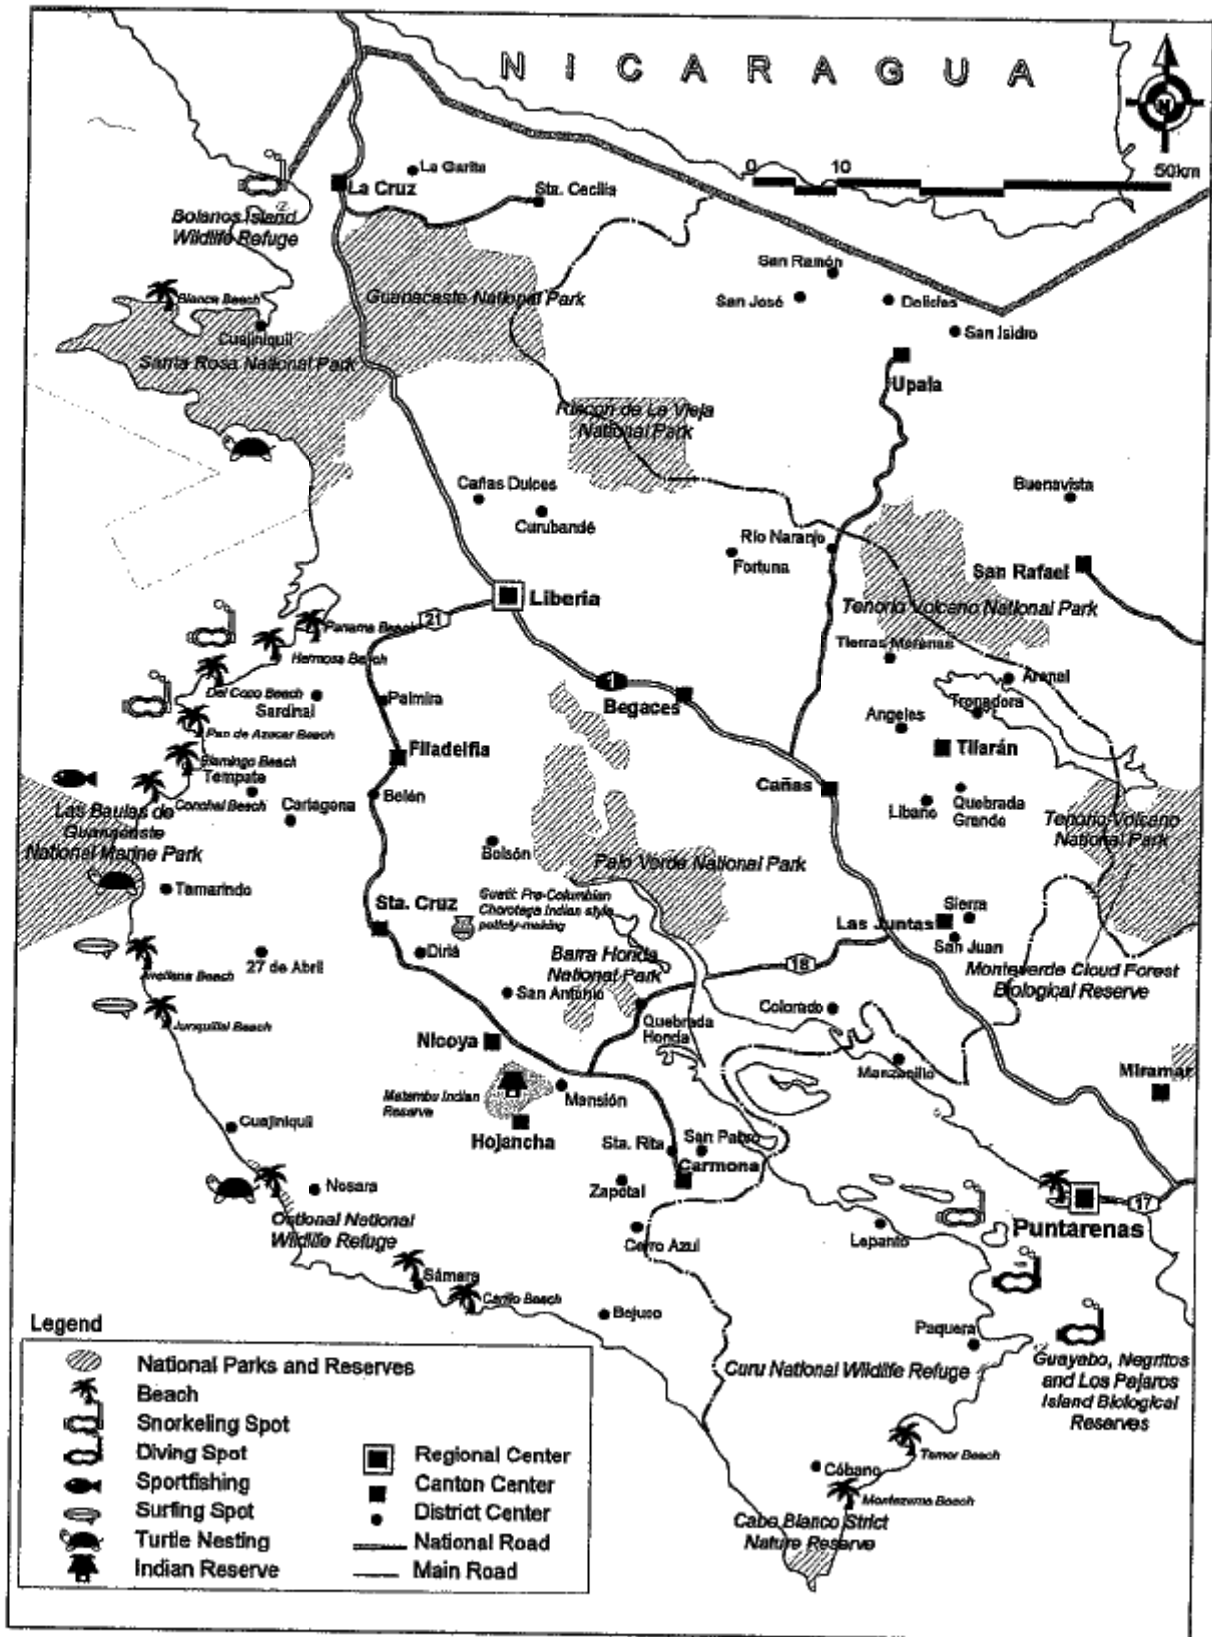 NICARAGUA
N
0 10 50km
La Garita
La Cruz
Sta. Cecilia
Bolanos Island
Wildlife Refuge
San Ramón
Guanacaste National Park
San José
Delicias
Blanca Beach
San Isidro
Cuajiniquil
Santa Rosa National Park
Upala
Rincon de La Vieja
National Park
Cañas Dulces
Buenavista
Curubandé
Río Naranjo
Fortuna
San Rafael
Liberia
Tenorio Volcano National Park
21
Panama Beach
Tierras Morenas
Hermosa Beach
Arenal
Del Coco Beach
Sardinal
Palmira
1
Begaces
Tronadora
Angeles
Pan de Azucar Beach
Tilarán
Filadelfia
Flamingo Beach
Tempate
Cañas
Conchal Beach
Cartagena
Belén
Libano
Quebrada
Grande
Las Baulas de
Guanacaste
National Marine Park
Tenorio Volcano
National Park
Bolsón
Palo Verde National Park
Tamarindo
Guatil: Pre-Columbian
Chorotega Indian style
pottely-making
Sta. Cruz
Sierra
Las Juntas
San Juan
Diriá
Barra Honda
National Park
27 de Abril
18
Avellana Beach
Monteverde Cloud Forest
Biological Reserve
San Antonio
Colorado
Junquillal Beach
Quebrada
Honda
Nicoya
Manzanillo
Miramar
Matambu Indian
Reserve
Mansión
Cuajiniquil
Hojancha
Sta. Rita
San Pabro
Carmona
Nosara
Zapotal
17
Puntarenas
Ostional National
Wildlife Refuge
Lepanto
Cerro Azul
Sámara
Carillo Beach
Bejuco
Paquera
Guayabo, Negritos
and Los Pajaros
Island Biological
Reserves
Curu National Wildlife Refuge
Temor Beach
Cóbano
Montezuma Beach
Cabo Blanco Strict
Nature Reserve
Legend
National Parks and Reserves
Beach
Snorkeling Spot
Diving Spot
Sportfishing
Surfing Spot
Turtle Nesting
Indian Reserve
Regional Center
Canton Center
District Center
National Road
Main Road